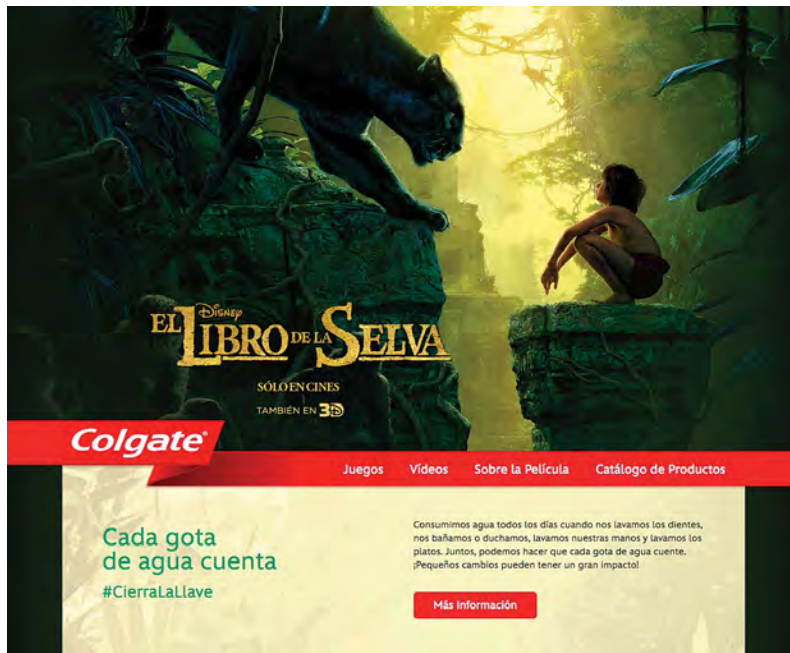 Disney
EL LIBRO DE LA SELVA
SÓLO EN CINES
TAMBIÉN EN 3D
Colgate®
Juegos Vídeos Sobre la Película Catálogo de Productos
Cada gota
de agua cuenta
#CierraLaLlave
Consumimos agua todos los días cuando nos lavamos los dientes,
nos bañamos o duchamos, lavamos nuestras manos y lavamos los
platos. Juntos, podemos hacer que cada gota de agua cuente.
¡Pequeños cambios pueden tener un gran impacto!
Más Información